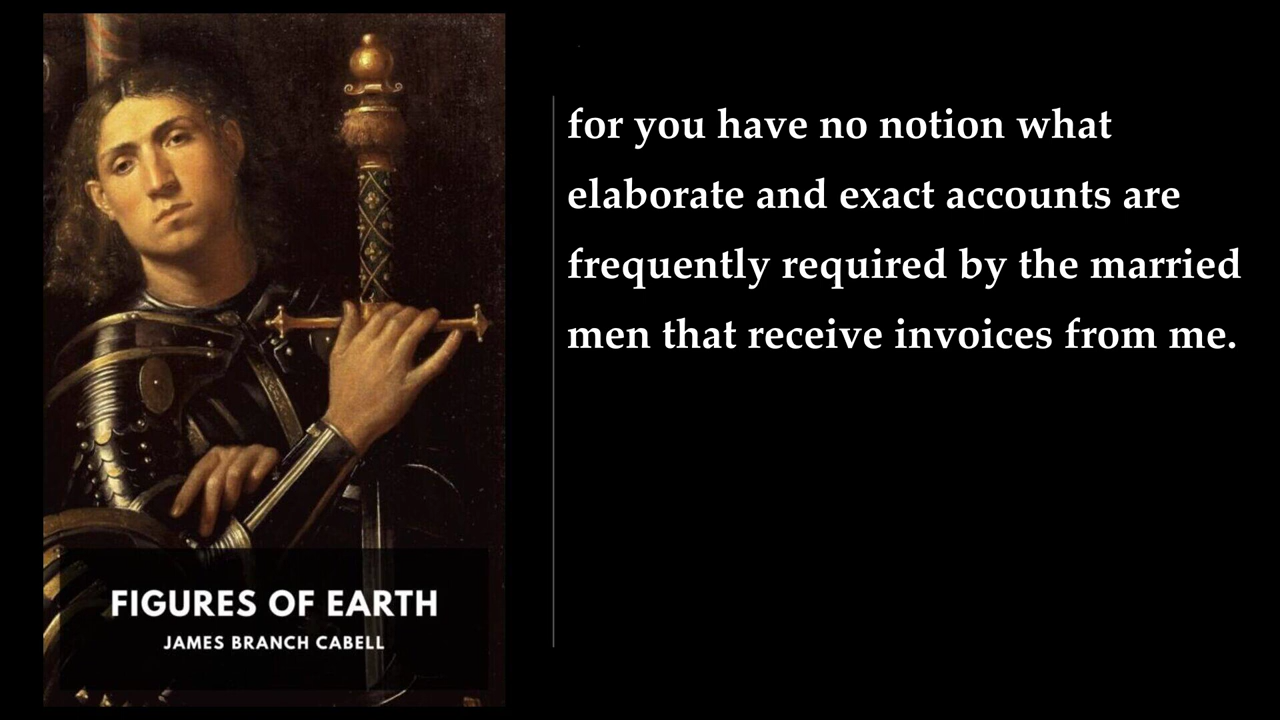 for you have no notion what
elaborate and exact accounts are
frequently required by the married
men that receive invoices from me.
FIGURES OF EARTH
JAMES BRANCH CABELL